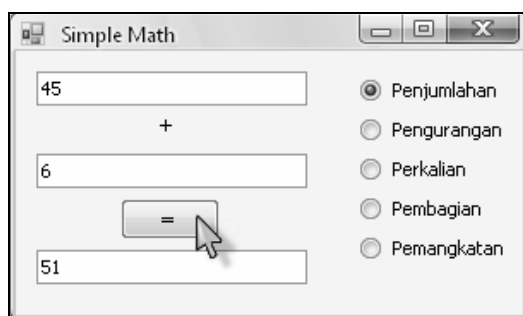 Simple Math
45
+
6
=
51
Penjumlahan
Pengurangan
Perkalian
Pembagian
Pemangkatan